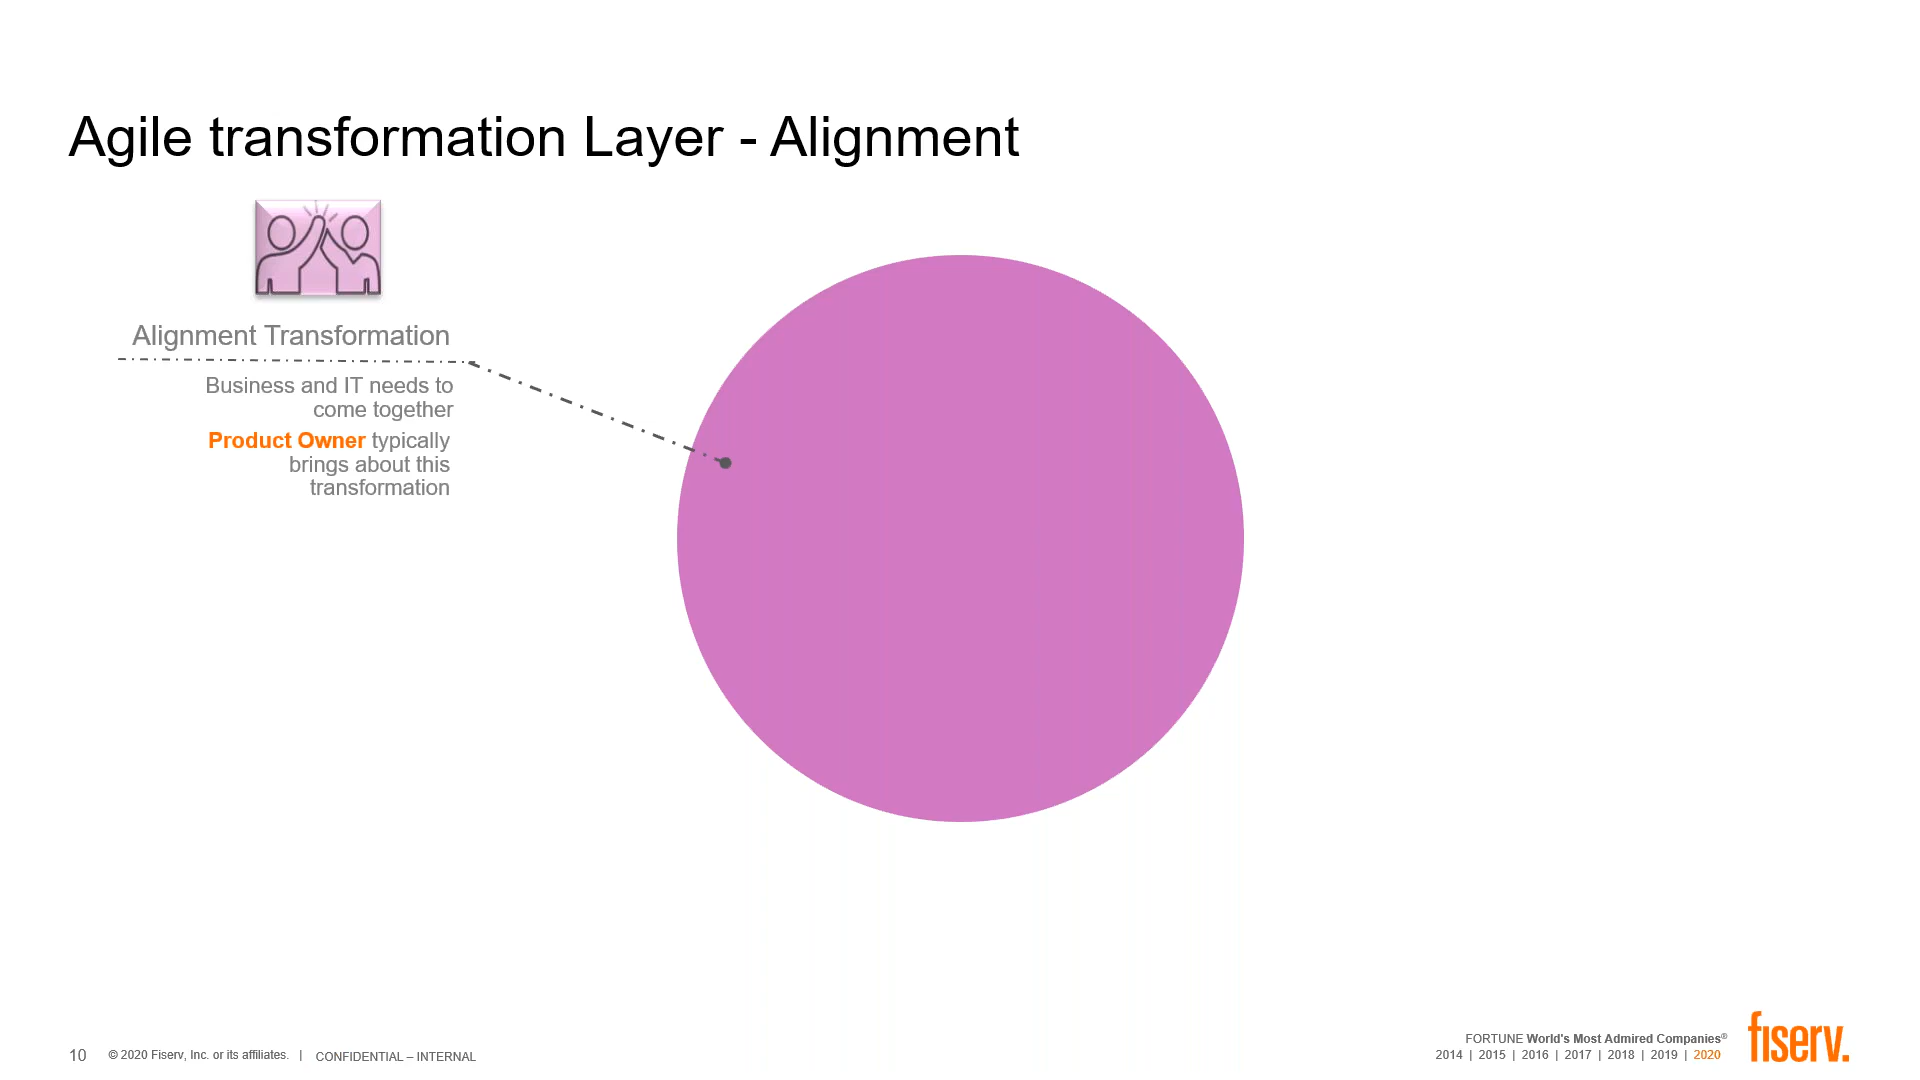 Agile transformation Layer - Alignment
Alignment Transformation
Business and IT needs to
come together
Product Owner typically
brings about this
transformation
10 © 2020 Fiserv, Inc. or its affiliates. | CONFIDENTIAL – INTERNAL
FORTUNE World's Most Admired Companies®
2014 | 2015 | 2016 | 2017 | 2018 | 2019 | 2020
fiserv.